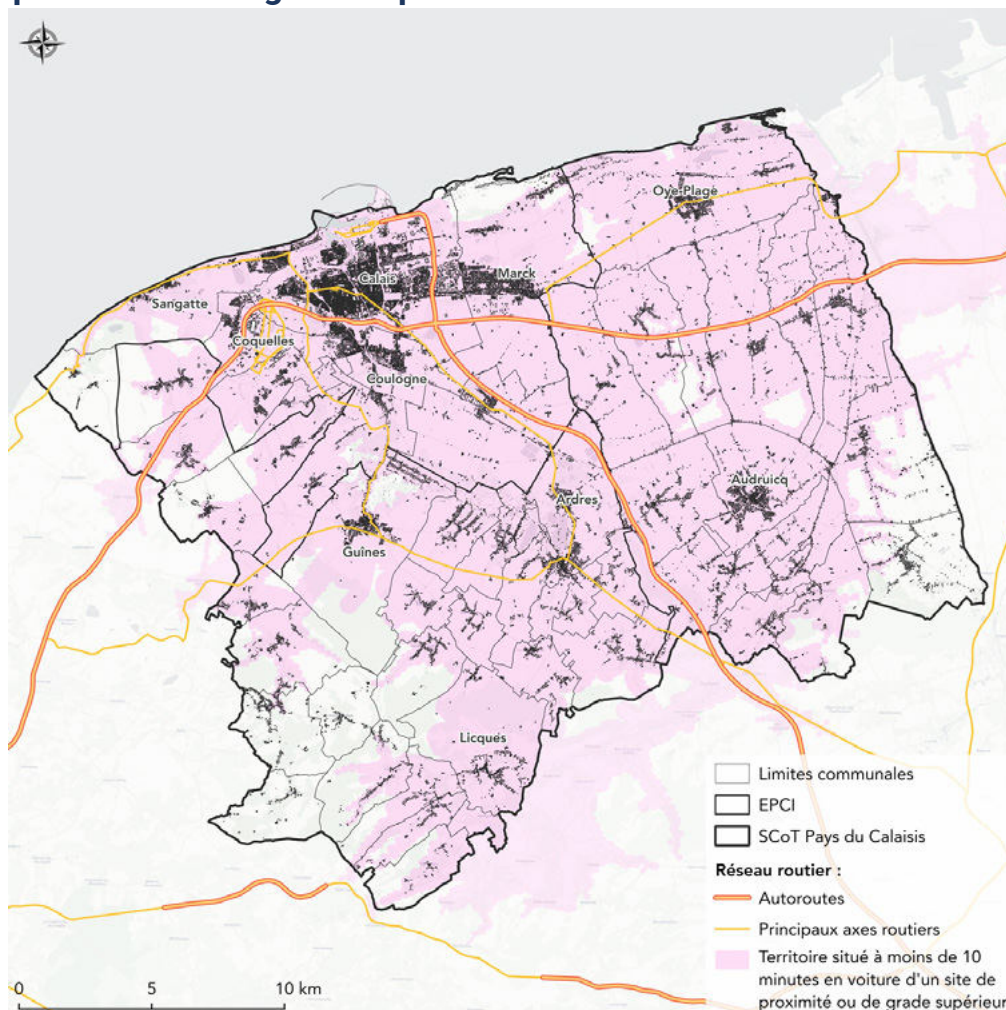 Oye-Plage
Calais
Marck
Sangatte
Coquelles
Coulogne
Audruicq
Ardres
Guînes
Licques
Limites communales
EPCI
SCoT Pays du Calaisis
Réseau routier :
Autoroutes
Principaux axes routiers
Territoire situé à moins de 10
minutes en voiture d'un site de
proximité ou de grade supérieur
0 5 10 km